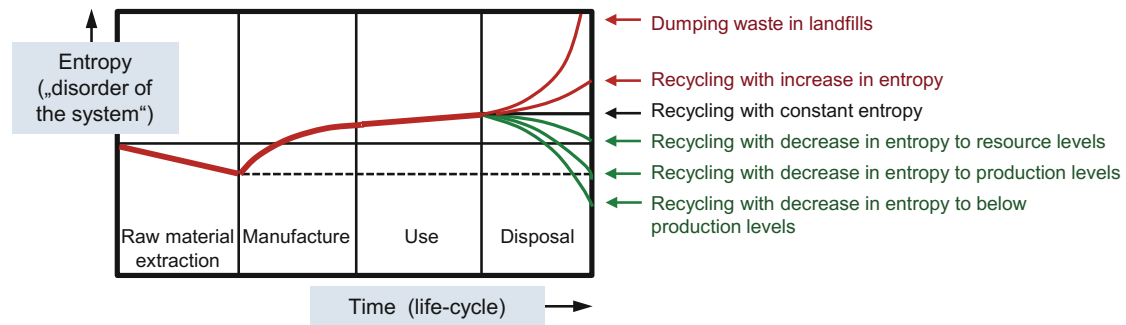 Entropy
(„disorder of
the system“)
Dumping waste in landfills
Recycling with increase in entropy
Recycling with constant entropy
Recycling with decrease in entropy to resource levels
Recycling with decrease in entropy to production levels
Recycling with decrease in entropy to below
production levels
Raw material
extraction
Manufacture
Use
Disposal
Time (life-cycle)